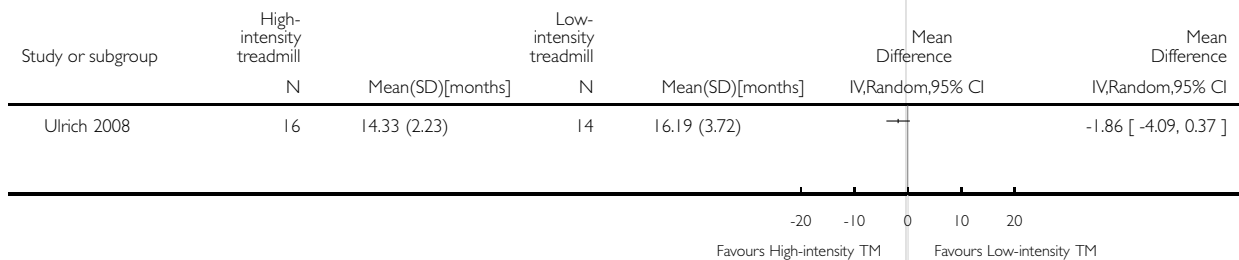 High-
intensity
treadmill
Low-
intensity
treadmill
Mean
Difference
Mean
Difference
Study or subgroup
N Mean(SD)[months] N Mean(SD)[months] IV,Random,95% CI IV,Random,95% CI
Ulrich 2008 16 14.33 (2.23) 14 16.19 (3.72) -1.86 [ -4.09, 0.37 ]
-20 -10 0 10 20
Favours High-intensity TM Favours Low-intensity TM